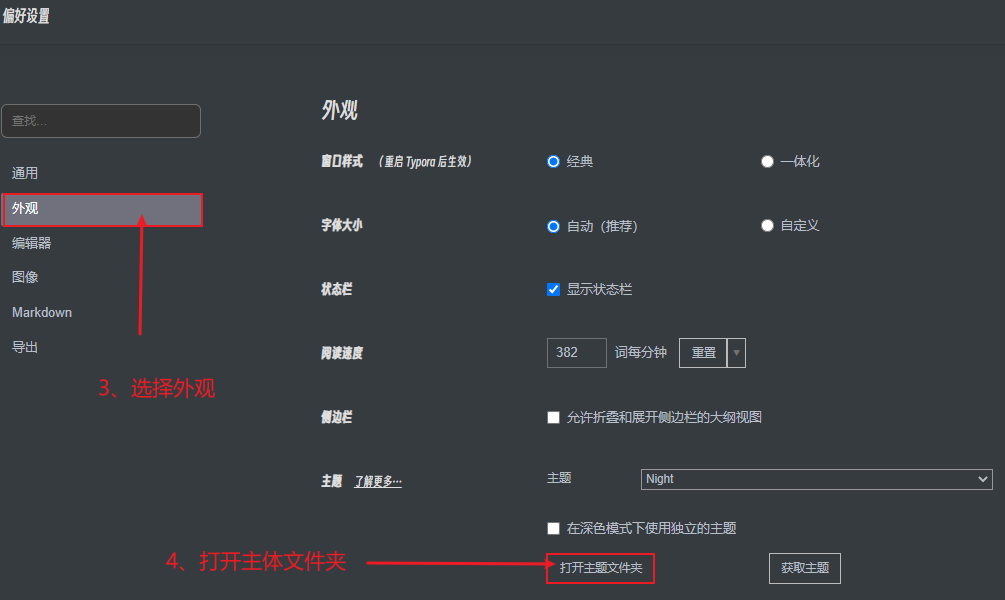 偏好设置
查找...
通用
外观
编辑器
图像
Markdown
导出
3、选择外观
外观
窗口样式 （重启 Typora 后生效） 经典 一体化
字体大小 自动（推荐） 自定义
状态栏 显示状态栏
阅读速度 382 词每分钟 重置
侧边栏 允许折叠和展开侧边栏的大纲视图
主题 了解更多… 主题 Night
在深色模式下使用独立的主题
4、打开主体文件夹 打开主题文件夹 获取主题